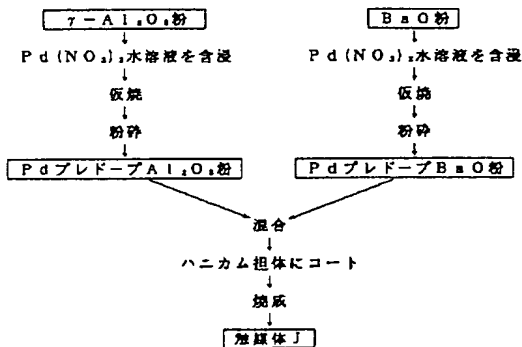 γ-Al₂O₃粉
BaO粉
Pd(NO₃)₂水溶液を含浸
Pd(NO₃)₂水溶液を含浸
↓
↓
仮焼
仮焼
↓
↓
粉砕
粉砕
↓
↓
PdプレドープAl₂O₃粉
PdプレドープBaO粉
混合
↓
ハニカム担体にコート
↓
焼成
↓
触媒体J